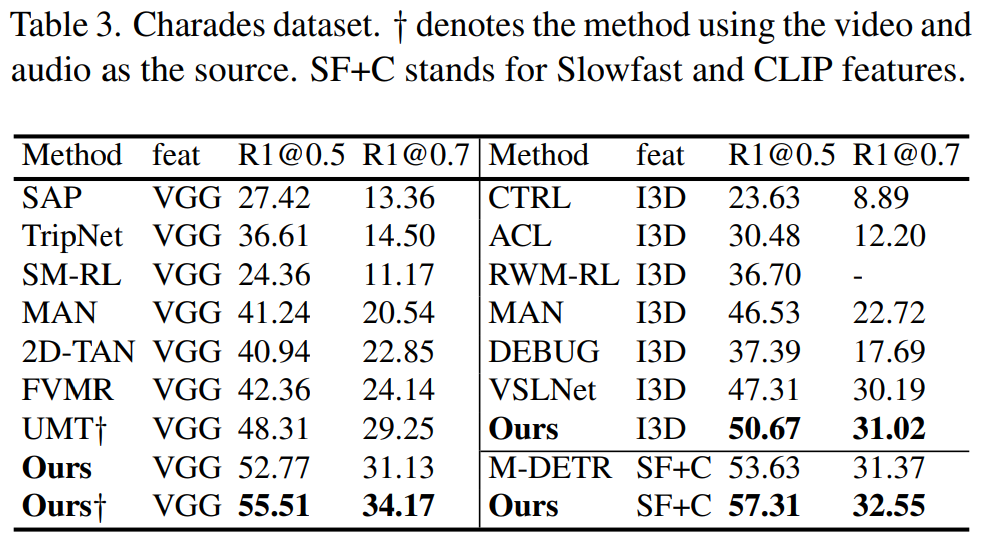 Table 3. Charades dataset. † denotes the method using the video and
audio as the source. SF+C stands for Slowfast and CLIP features.
Method feat R1@0.5 R1@0.7 Method feat R1@0.5 R1@0.7
SAP VGG 27.42 13.36 CTRL I3D 23.63 8.89
TripNet VGG 36.61 14.50 ACL I3D 30.48 12.20
SM-RL VGG 24.36 11.17 RWM-RL I3D 36.70 -
MAN VGG 41.24 20.54 MAN I3D 46.53 22.72
2D-TAN VGG 40.94 22.85 DEBUG I3D 37.39 17.69
FVMR VGG 42.36 24.14 VSLNet I3D 47.31 30.19
UMT† VGG 48.31 29.25 Ours I3D 50.67 31.02
Ours VGG 52.77 31.13 M-DETR SF+C 53.63 31.37
Ours† VGG 55.51 34.17 Ours SF+C 57.31 32.55